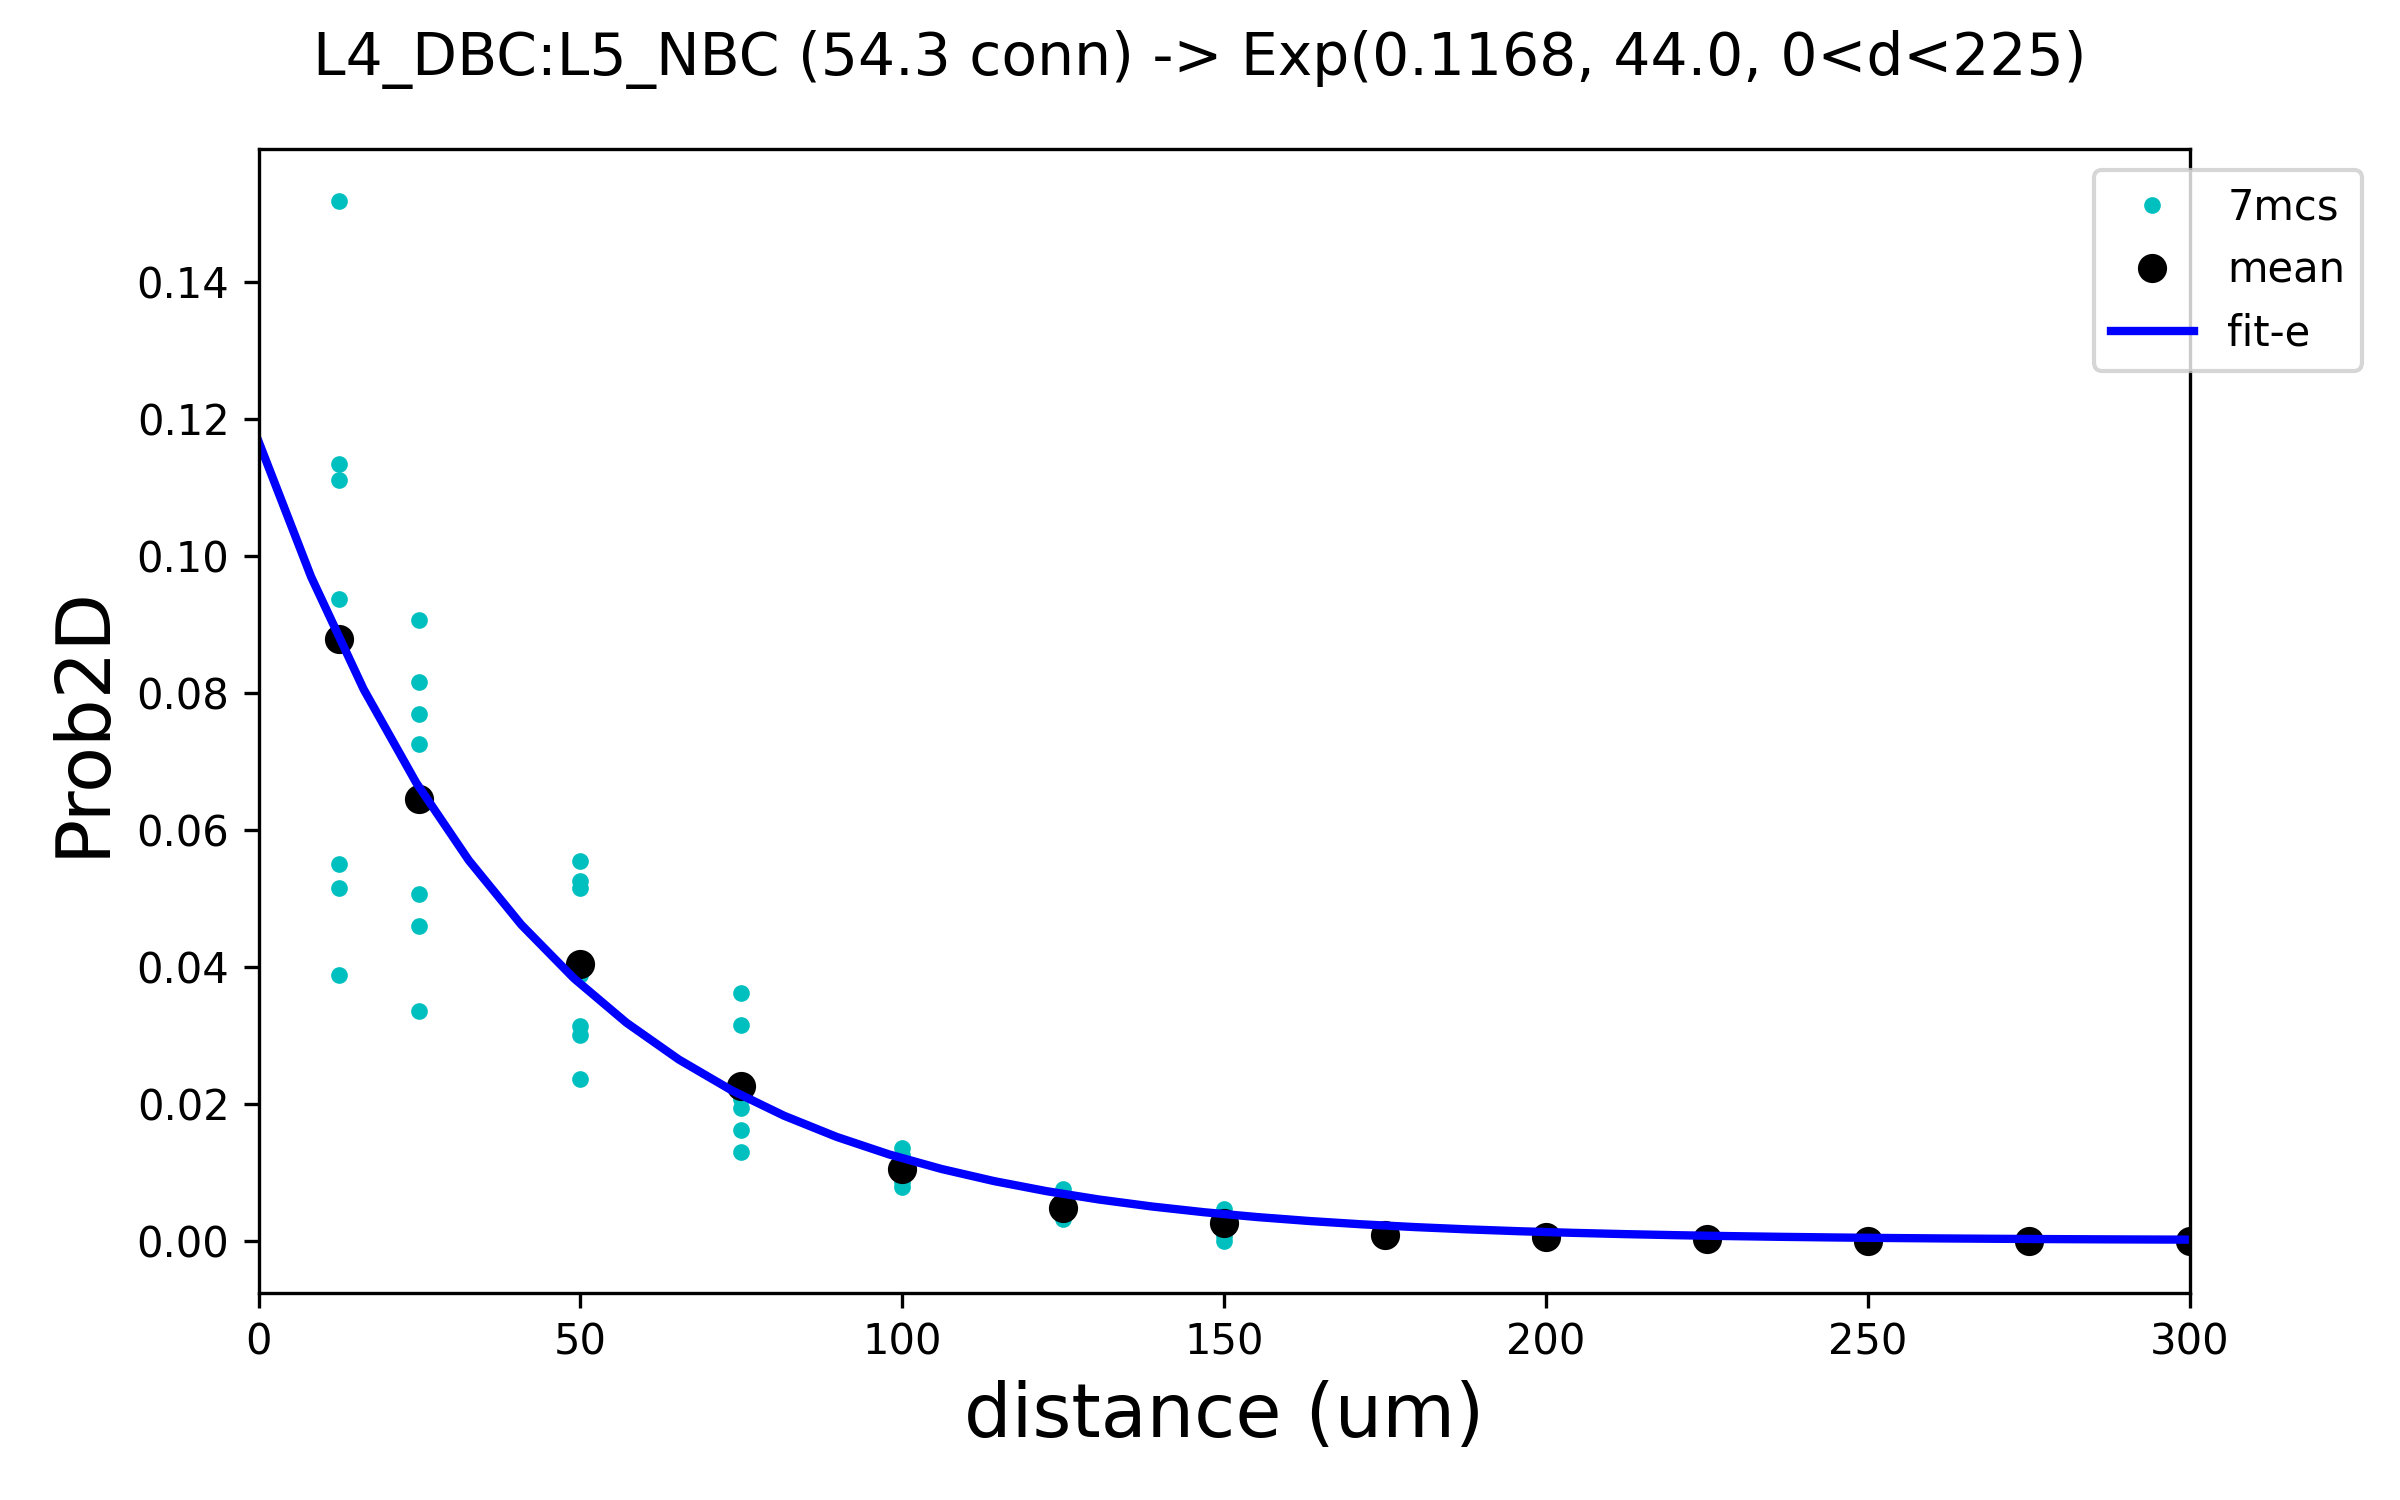 L4_DBC:L5_NBC (54.3 conn) -> Exp(0.1168, 44.0, 0<d<225)
7mcs
mean
fit-e
Prob2D
0.14
0.12
0.10
0.08
0.06
0.04
0.02
0.00
0 50 100 150 200 250 300
distance (um)